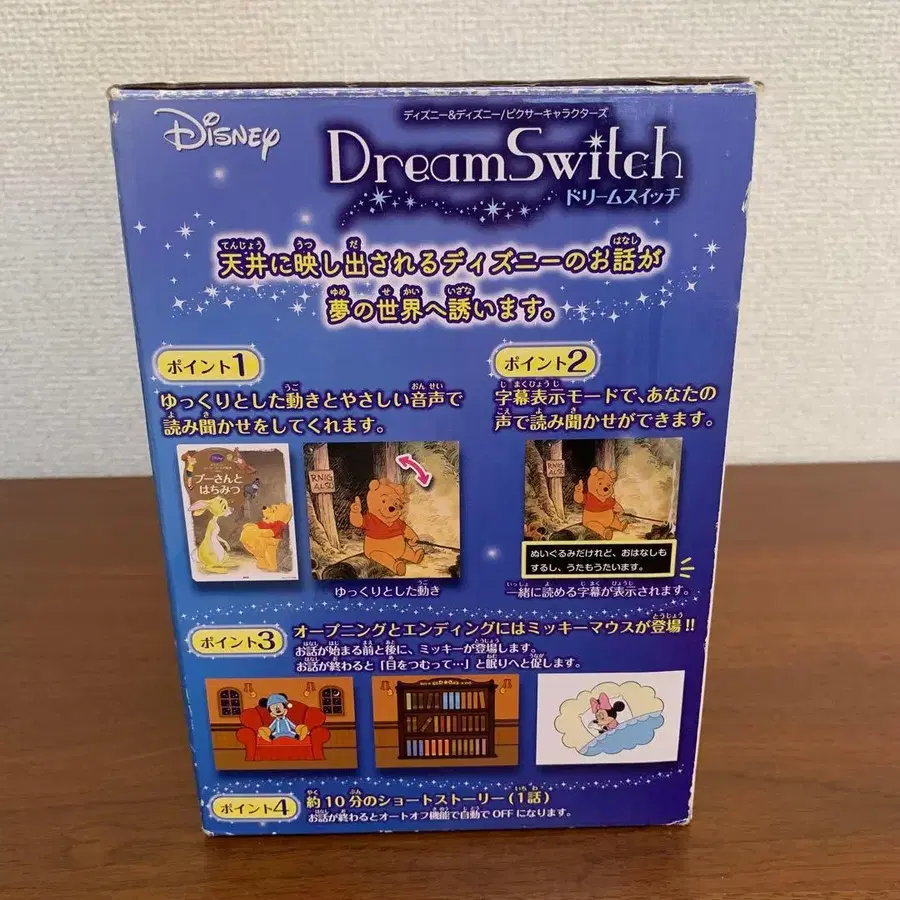 Disney
ディズニー&ディズニー/ピクサーキャラクターズ
DreamSwitch
ドリームスイッチ
天井に映し出されるディズニーのお話が
夢の世界へ誘います。
ポイント1
ゆっくりとした動きとやさしい音声で
読み聞かせをしてくれます。
プーさんと
はちみつ
RNIG
ALSO
ゆっくりとした動き
ポイント2
字幕表示モードで、あなたの
声で読み聞かせができます。
RNIG
ALSO
ぬいぐるみだけれど、おはなしも
するし、うたもうたいます。
一緒に読める字幕が表示されます。
ポイント3
オープニングとエンディングにはミッキーマウスが登場!!
お話が始まる前と後に、ミッキーが登場します。
お話が終わると「目をつむって…」と眠りへと促します。
ポイント4
約10分のショートストーリー(1話)
お話が終わるとオートオフ機能で自動でOFFになります。